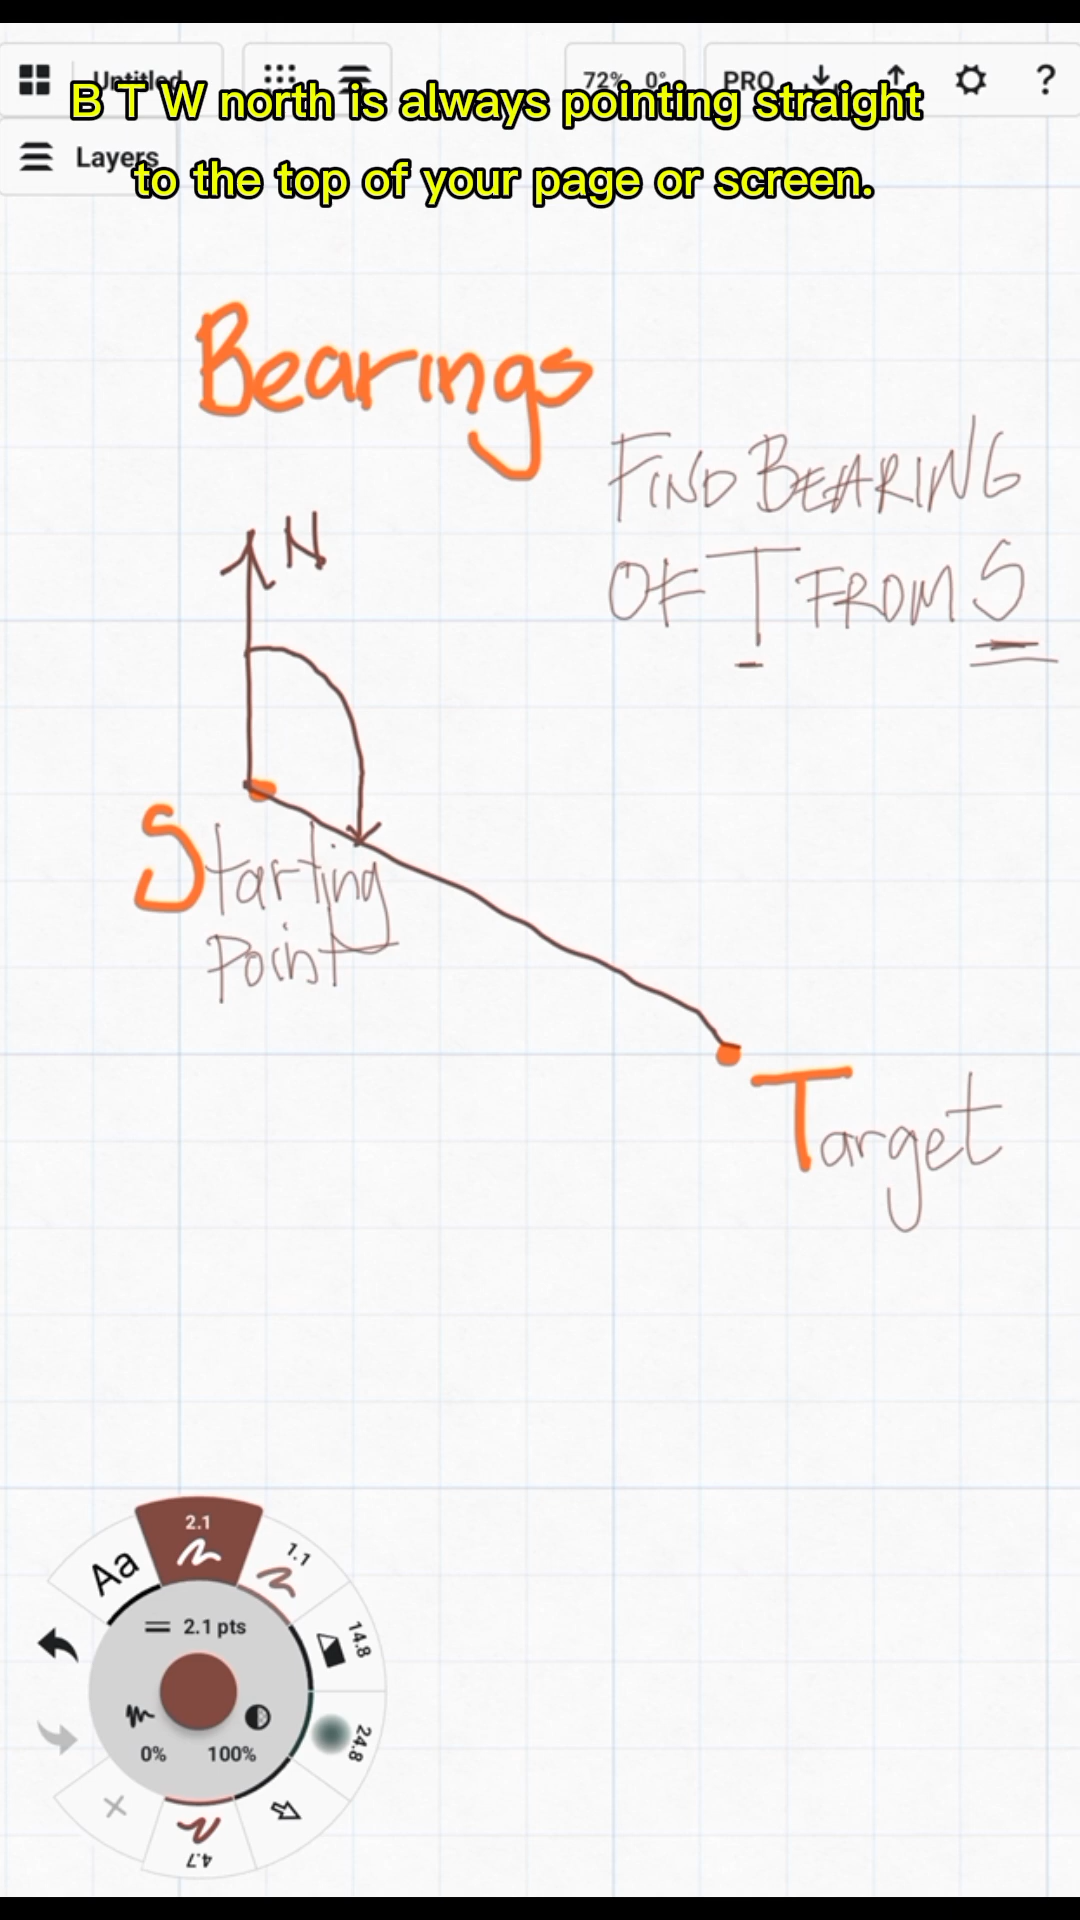 Untitled
72% 0°
PRO
?
B T W north is always pointing straight
to the top of your page or screen.
Layers
Bearings
FIND BEARING
OF T FROM S
N
Starting
Point
Target
2.1
Aa
1.1
2.1 pts
14.8
24.8
0% 100%
4.7